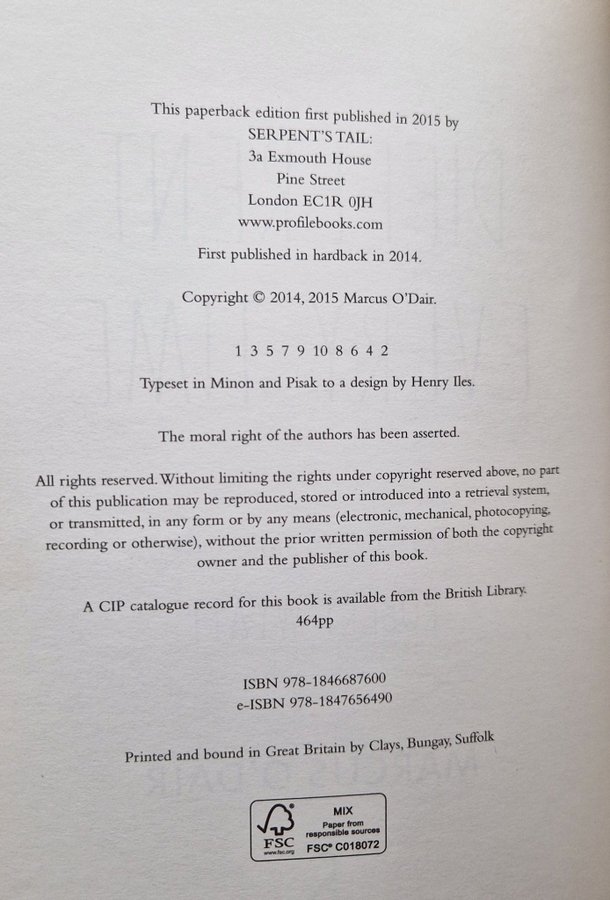 This paperback edition first published in 2015 by
SERPENT'S TAIL:
3a Exmouth House
Pine Street
London EC1R 0JH
www.profilebooks.com
First published in hardback in 2014.
Copyright © 2014, 2015 Marcus O'Dair.
1 3 5 7 9 10 8 6 4 2
Typeset in Minon and Pisak to a design by Henry Iles.
The moral right of the authors has been asserted.
All rights reserved. Without limiting the rights under copyright reserved above, no part
of this publication may be reproduced, stored or introduced into a retrieval system,
or transmitted, in any form or by any means (electronic, mechanical, photocopying,
recording or otherwise), without the prior written permission of both the copyright
owner and the publisher of this book.
A CIP catalogue record for this book is available from the British Library.
464pp
ISBN 978-1846687600
e-ISBN 978-1847656490
Printed and bound in Great Britain by Clays, Bungay, Suffolk
FSC
www.fsc.org
MIX
Paper from
responsible sources
FSC® C018072